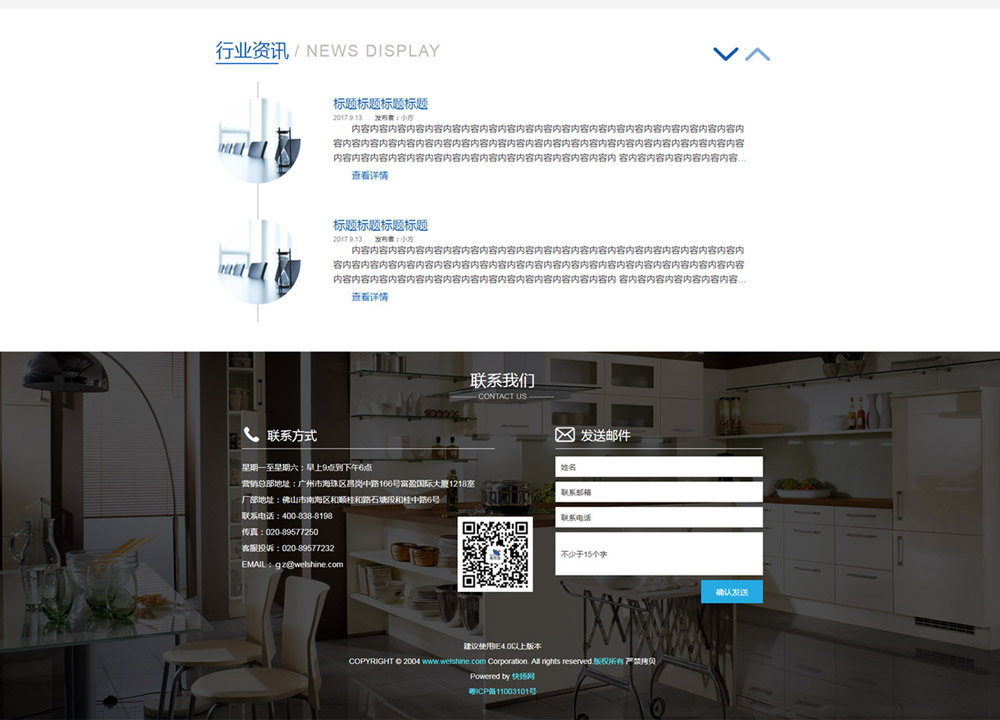 行业资讯 / NEWS DISPLAY
标题标题标题标题
2017.9.13 发布者：小方
内容内容内容内容内容内容内容内容内容内容内容内容内容内容内容内容内容内容内容内容内容内
容内容内容内容内容内容内容内容内容内容内容内容内容内容内容内容内容内容内容内容内容内容
内容内容内容内容内容内容内容内容内容内容内容内容内容内容内容 容内容内容内容内容内容内容...
查看详情
标题标题标题标题
2017.9.13 发布者：小方
内容内容内容内容内容内容内容内容内容内容内容内容内容内容内容内容内容内容内容内容内容内
容内容内容内容内容内容内容内容内容内容内容内容内容内容内容内容内容内容内容内容内容内容
内容内容内容内容内容内容内容内容内容内容内容内容内容内容内容 容内容内容内容内容内容内容...
查看详情
联系我们
CONTACT US
联系方式
星期一至星期六：早上9点到下午6点
营销总部地址：广州市海珠区昌岗中路166号富盈国际大厦1218室
厂部地址：佛山市南海区和顺桂和路石塘段和桂中路6号
联系电话：400-838-8198
传真：020-89577250
客服投诉：020-89577232
EMAIL：gz@welshine.com
发送邮件
姓名
联系邮箱
联系电话
不少于15个字
确认发送
建议使用IE4.0以上版本
COPYRIGHT © 2004 www.welshine.com Corporation. All rights reserved.版权所有 严禁拷贝
Powered by 快扬网
粤ICP备11003101号